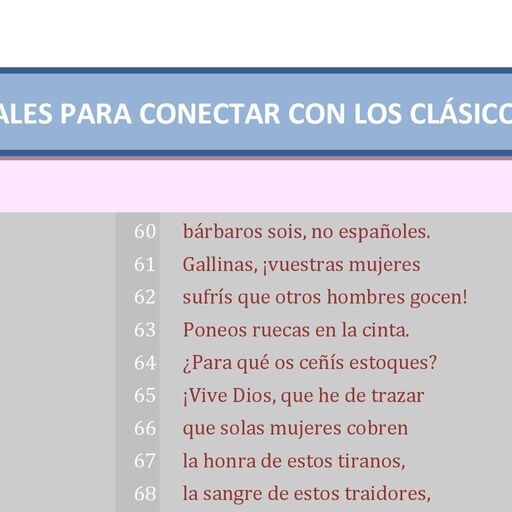 ALES PARA CONECTAR CON LOS CLÁSICO
60 bárbaros sois, no españoles.
61 Gallinas, ¡vuestras mujeres
62 sufrís que otros hombres gocen!
63 Poneos ruecas en la cinta.
64 ¿Para qué os ceñís estoques?
65 ¡Vive Dios, que he de trazar
66 que solas mujeres cobren
67 la honra de estos tiranos,
68 la sangre de estos traidores,